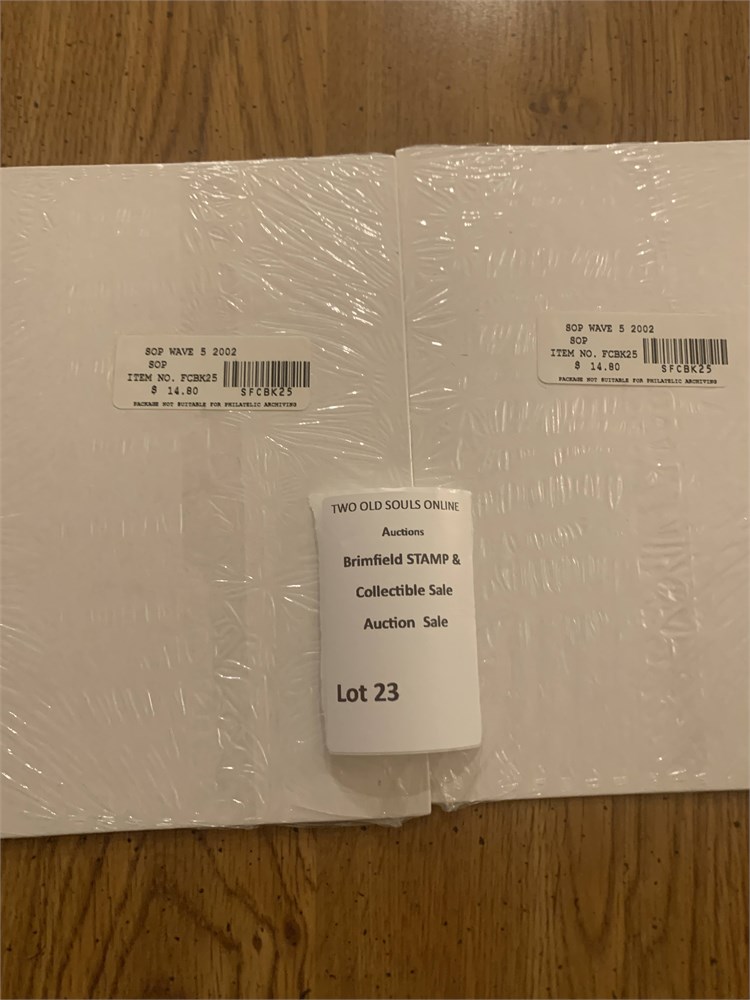 SOP WAVE 5 2002
SOP
ITEM NO. FCBK25
$ 14.80
SFCBK25
PACKAGE NOT SUITABLE FOR PHILATELIC ARCHIVING
SOP WAVE 5 2002
SOP
ITEM NO. FCBK25
$ 14.80
SFCBK25
PACKAGE NOT SUITABLE FOR PHILATELIC ARCHIVING
TWO OLD SOULS ONLINE
Auctions
Brimfield STAMP &
Collectible Sale
Auction Sale
Lot 23